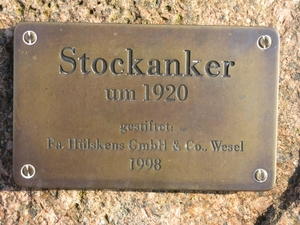 Stockanker
um 1920
gestiftet:
Fa. Hülskens GmbH & Co., Wesel
1998